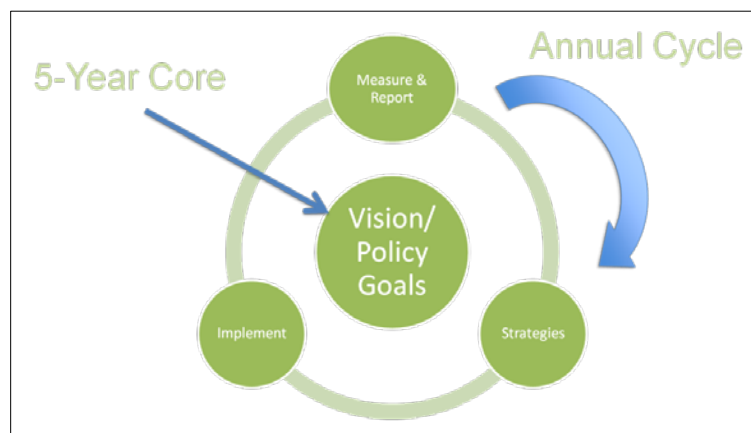 Annual Cycle
5-Year Core
Measure &
Report
Vision/
Policy
Goals
Implement
Strategies